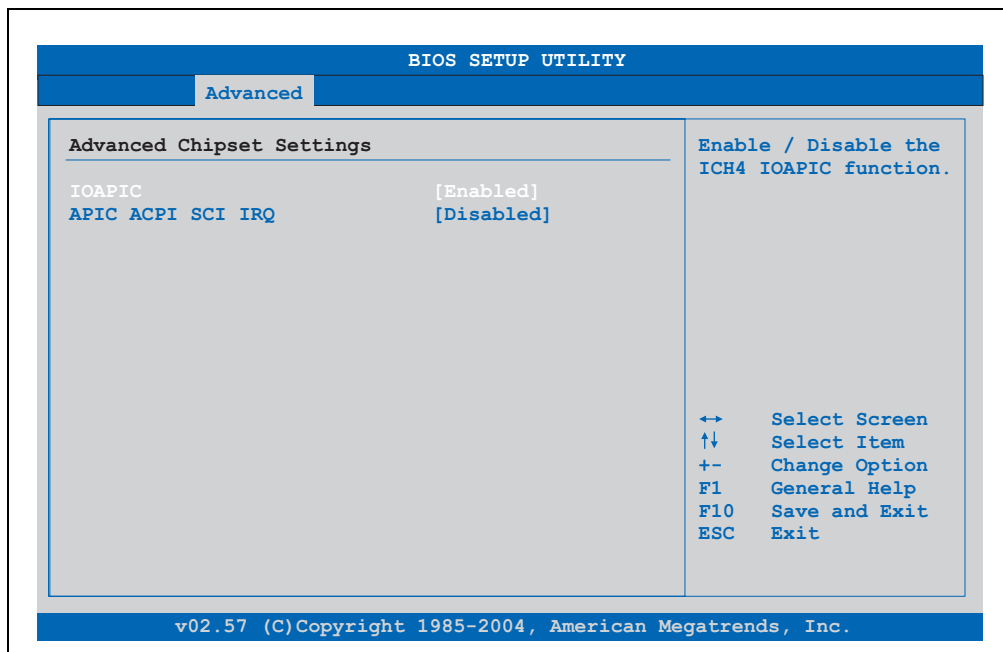 BIOS SETUP UTILITY
Advanced
Advanced Chipset Settings
IOAPIC [Enabled]
APIC ACPI SCI IRQ [Disabled]
Enable / Disable the
ICH4 IOAPIC function.
↔ Select Screen
↑↓ Select Item
+- Change Option
F1 General Help
F10 Save and Exit
ESC Exit
v02.57 (C)Copyright 1985-2004, American Megatrends, Inc.